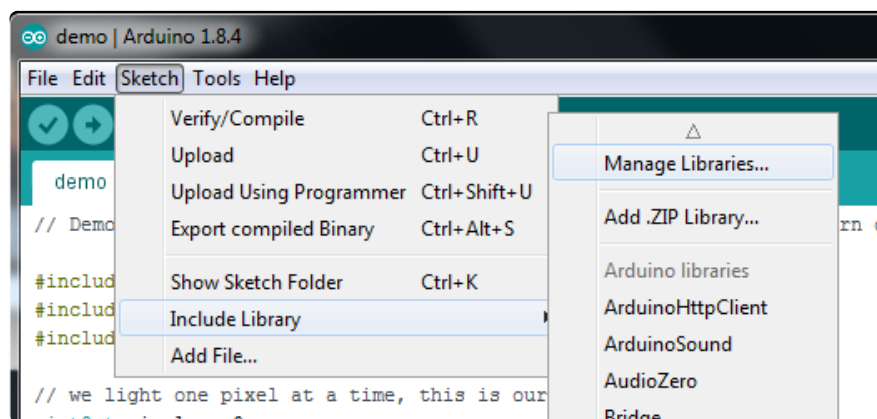 demo | Arduino 1.8.4
File Edit Sketch Tools Help
Verify/Compile Ctrl+R
Upload Ctrl+U
Upload Using Programmer Ctrl+Shift+U
Export compiled Binary Ctrl+Alt+S
Show Sketch Folder Ctrl+K
Include Library
Add File...
Manage Libraries...
Add .ZIP Library...
Arduino libraries
ArduinoHttpClient
ArduinoSound
AudioZero
Bridge
demo
// Demo
rn
#includ
#includ
#includ
// we light one pixel at a time, this is our